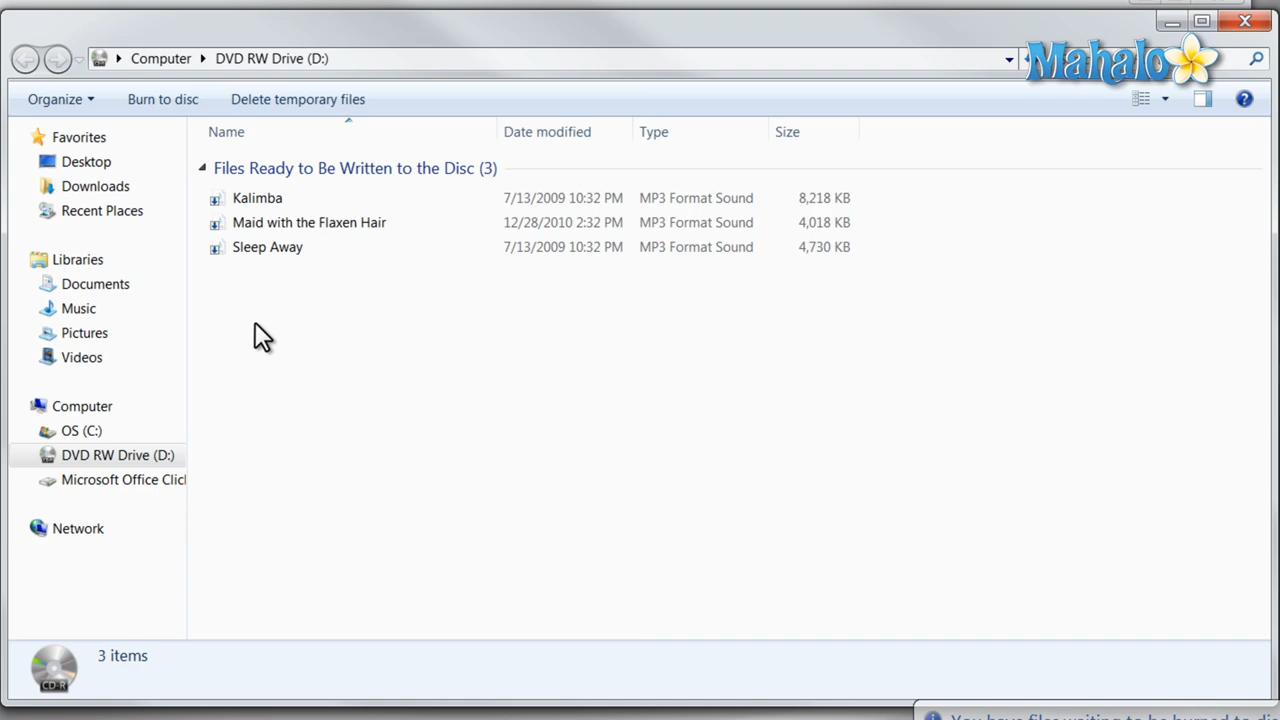 Computer DVD RW Drive (D:)
Mahalo
Organize Burn to disc Delete temporary files
Name Date modified Type Size
Favorites
Desktop
Downloads
Recent Places
Libraries
Documents
Music
Pictures
Videos
Computer
OS (C:)
DVD RW Drive (D:)
Microsoft Office Clic
Network
Files Ready to Be Written to the Disc (3)
Kalimba 7/13/2009 10:32 PM MP3 Format Sound 8,218 KB
Maid with the Flaxen Hair 12/28/2010 2:32 PM MP3 Format Sound 4,018 KB
Sleep Away 7/13/2009 10:32 PM MP3 Format Sound 4,730 KB
3 items
CD-R
You have files waiting to be burned to di